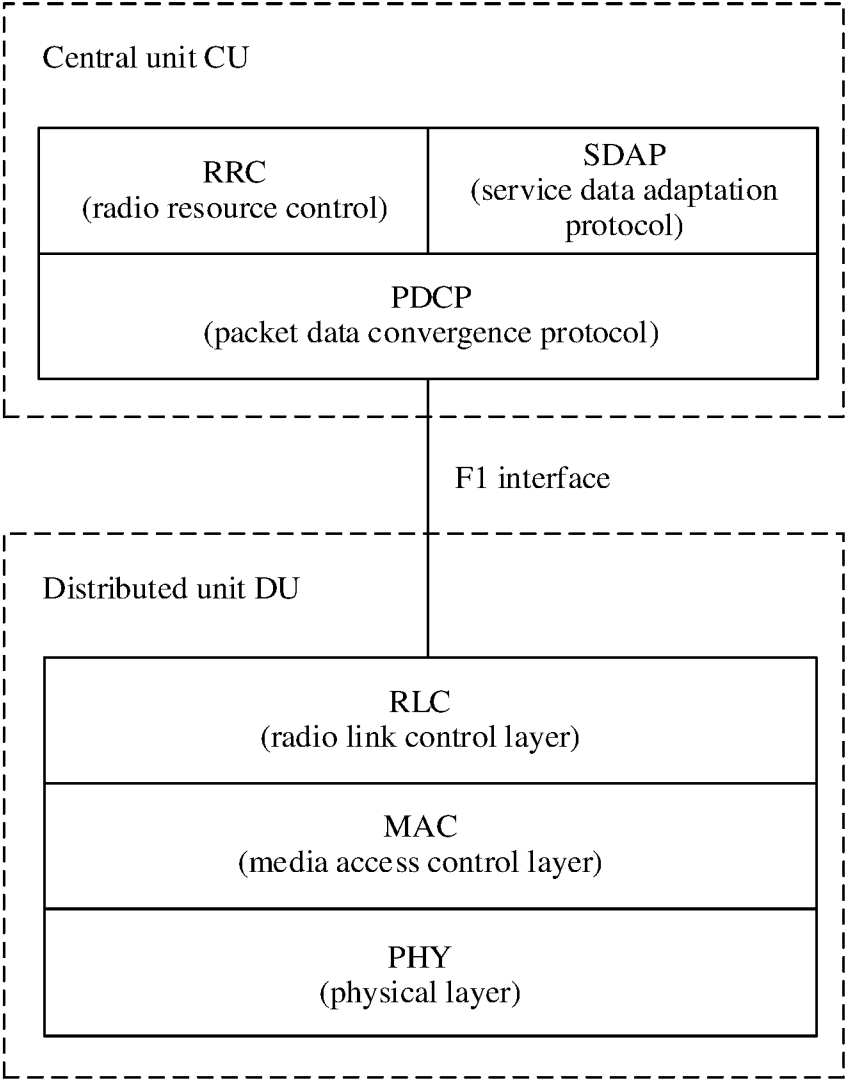 Central unit CU
RRC
(radio resource control)
SDAP
(service data adaptation
protocol)
PDCP
(packet data convergence protocol)
F1 interface
Distributed unit DU
RLC
(radio link control layer)
MAC
(media access control layer)
PHY
(physical layer)